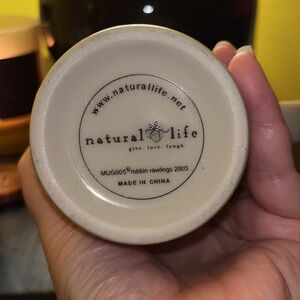 www.naturallife.net
natural life
give. love. laugh
MUG005©robbin rawlings 2003
MADE IN CHINA